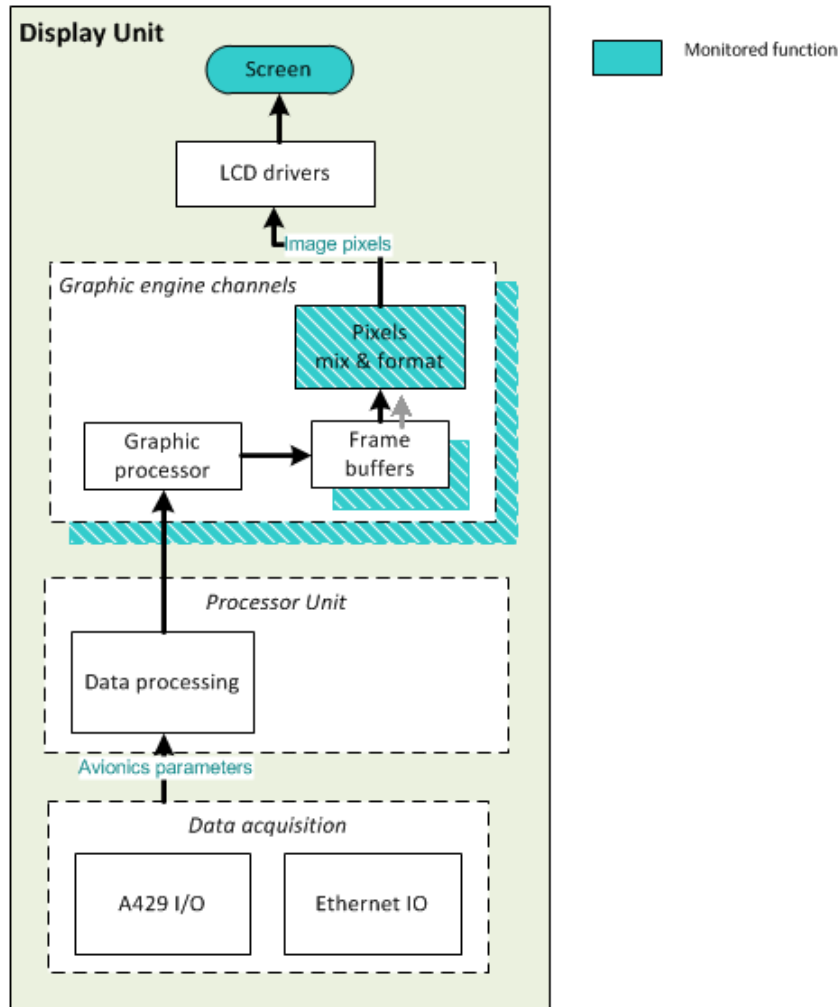 Display Unit
Screen
Monitored function
LCD drivers
Image pixels
Graphic engine channels
Pixels
mix & format
Graphic
processor
Frame
buffers
Processor Unit
Data processing
Avionics parameters
Data acquisition
A429 I/O
Ethernet IO